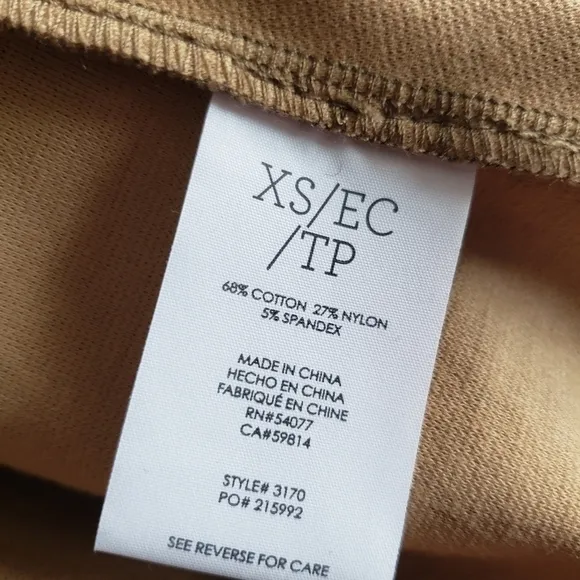 XS/EC
/TP
68% COTTON 27% NYLON
5% SPANDEX
MADE IN CHINA
HECHO EN CHINA
FABRIQUÉ EN CHINE
RN#54077
CA#59814
STYLE# 3170
PO# 215992
SEE REVERSE FOR CARE